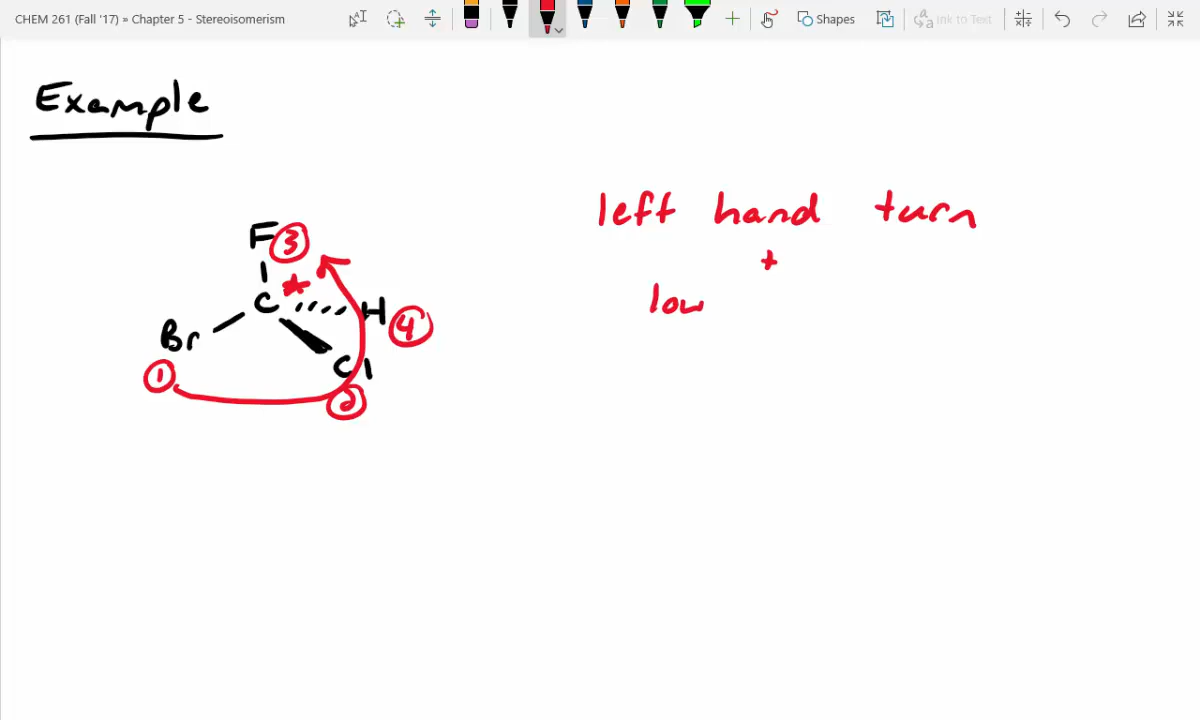 CHEM 261 (Fall '17) » Chapter 5 - Stereoisomerism
Shapes
Ink to Text
Example
left hand turn
+
low
F 3
*
C H 4
Br
Cl
1
2